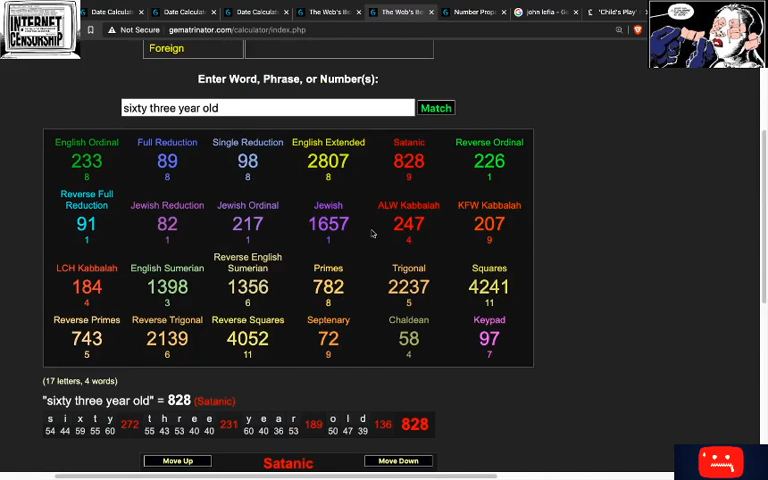 INTERNET
CENSORSHIP
Date Calcula
Date Calcula
Date Calcula
The Web's Be
The Web's Be
Number Prop
john lefia - Go
'Child's Play'
Not Secure
gematrinator.com/calculator/index.php
Foreign
Enter Word, Phrase, or Number(s):
sixty three year old
Match
English Ordinal Full Reduction Single Reduction English Extended Satanic Reverse Ordinal
233 89 98 2807 828 226
8 8 8 8 9 1
Reverse Full
Reduction Jewish Reduction Jewish Ordinal Jewish ALW Kabbalah KFW Kabbalah
91 82 217 1657 247 207
1 1 1 1 4 9
Reverse English
LCH Kabbalah English Sumerian Sumerian Primes Trigonal Squares
184 1398 1356 782 2237 4241
4 3 6 8 5 11
Reverse Primes Reverse Trigonal Reverse Squares Septenary Chaldean Keypad
743 2139 4052 72 58 97
5 6 11 9 4 7
(17 letters, 4 words)
"sixty three year old" = 828 (Satanic)
s i x t y 272 t h r e e 231 y e a r 189 o l d 136 828
54 44 59 55 60 55 43 53 40 40 60 40 36 53 50 47 39
Move Up
Satanic
Move Down